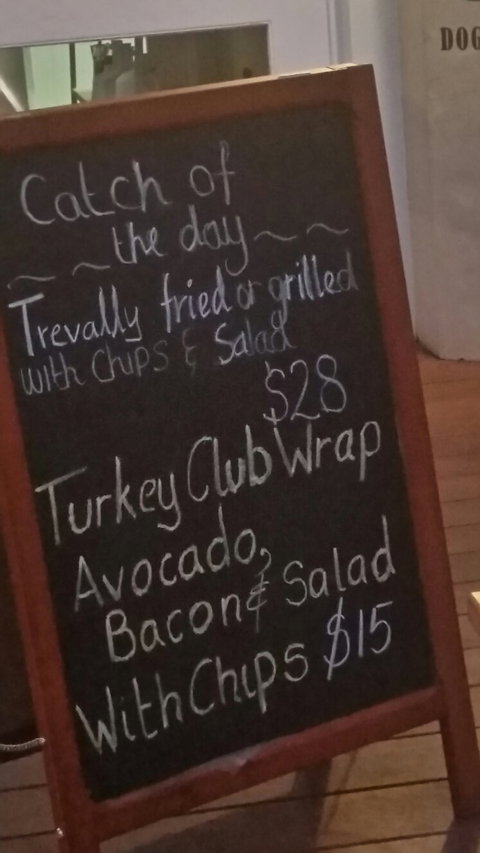 DOG
Catch of
~ ~ the day ~ ~
Trevally fried or grilled
with Chips & Salad
$28
Turkey Club Wrap
Avocado,
Bacon & Salad
With Chips $15